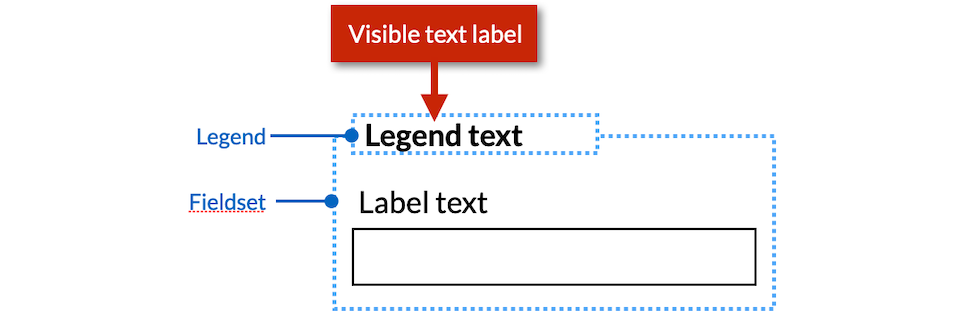 Visible text label
Legend
Legend text
Fieldset
Label text